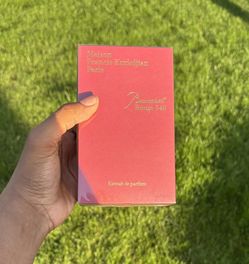 Maison
Francis Kurkdjian
Paris
Baccarat
Rouge 540
Extrait de parfum